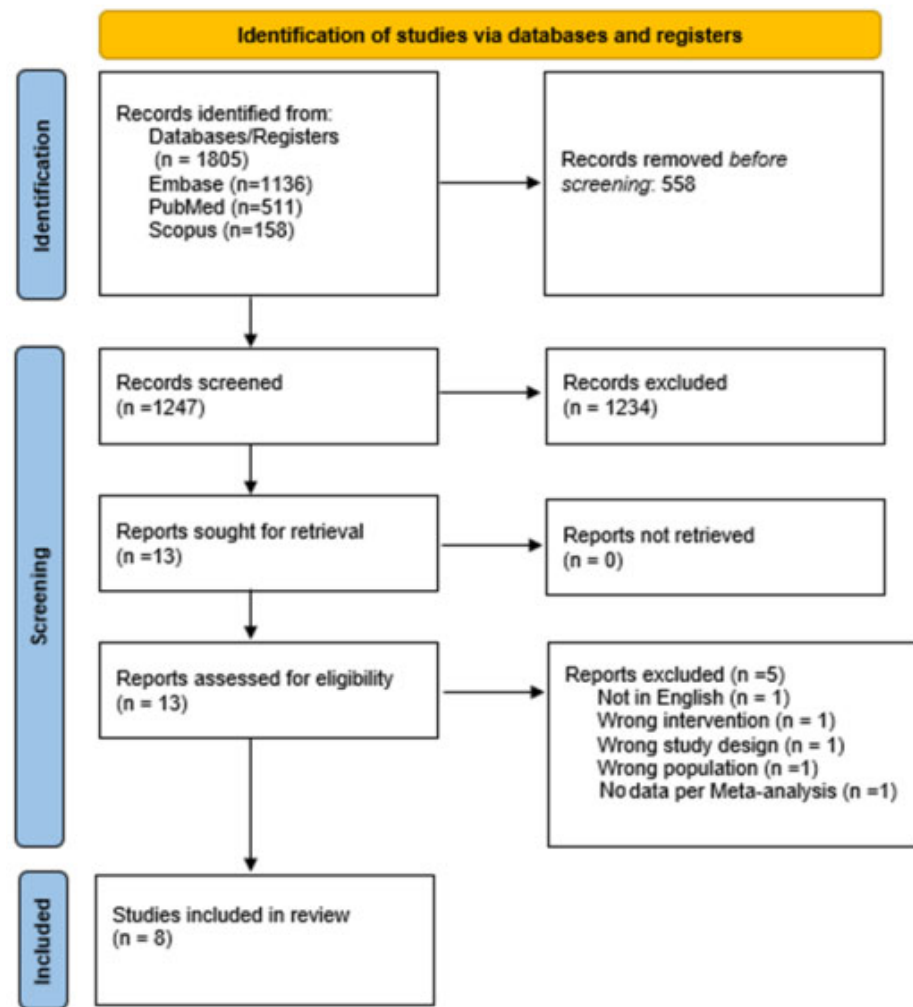 Identification of studies via databases and registers
Identification
Records identified from:
Databases/Registers
(n = 1805)
Embase (n=1136)
PubMed (n=511)
Scopus (n=158)
Records removed before
screening: 558
Screening
Records screened
(n =1247)
Records excluded
(n = 1234)
Reports sought for retrieval
(n =13)
Reports not retrieved
(n = 0)
Reports assessed for eligibility
(n = 13)
Reports excluded (n =5)
Not in English (n = 1)
Wrong intervention (n = 1)
Wrong study design (n = 1)
Wrong population (n =1)
No data per Meta-analysis (n =1)
Included
Studies included in review
(n = 8)